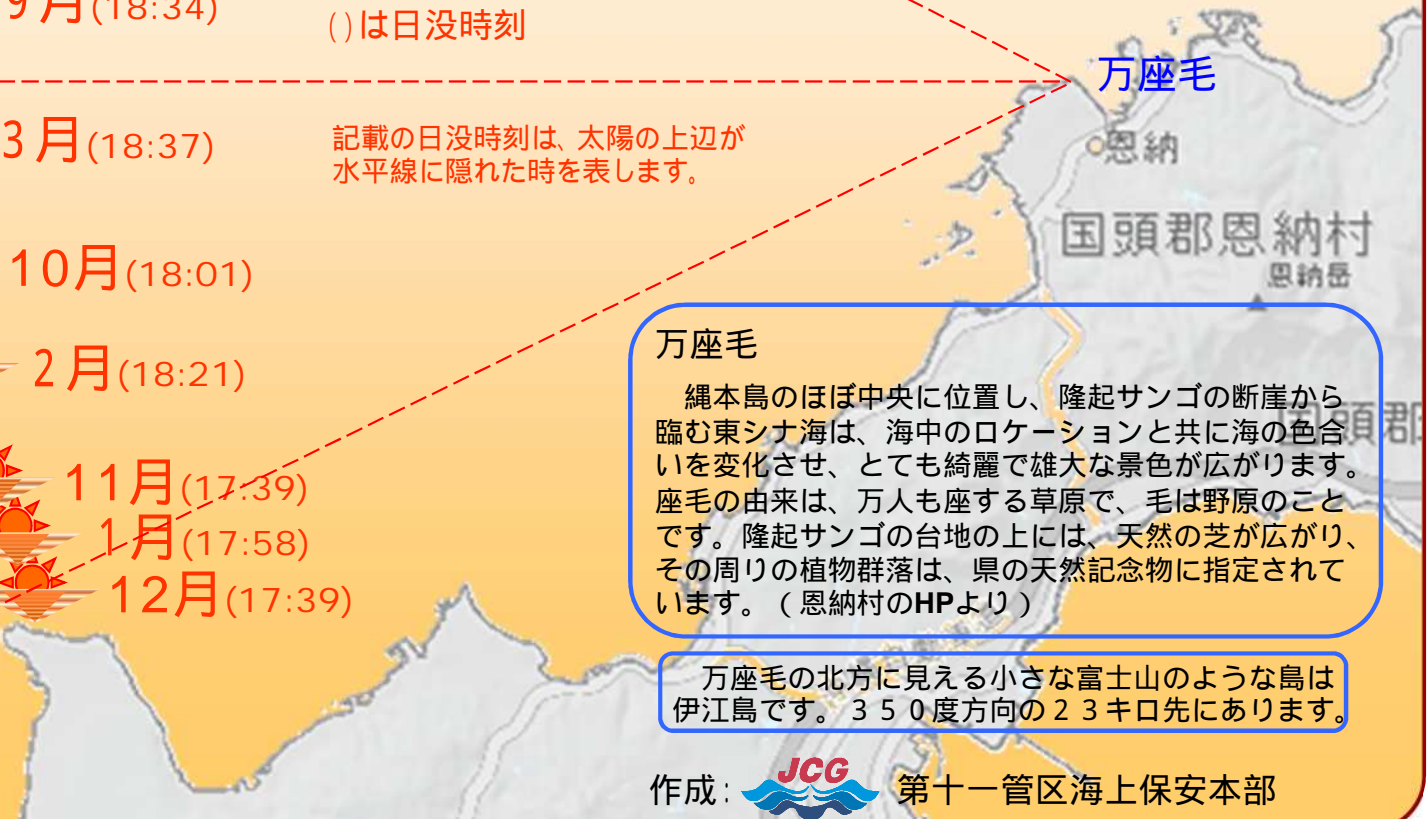 9月(18:34)
()は日没時刻
万座毛
3月(18:37)
記載の日没時刻は、太陽の上辺が
水平線に隠れた時を表します。
恩納
国頭郡恩納村
恩納岳
10月(18:01)
2月(18:21)
11月(17:39)
1月(17:58)
12月(17:39)
万座毛
縄本島のほぼ中央に位置し、隆起サンゴの断崖から
臨む東シナ海は、海中のロケーションと共に海の色合
いを変化させ、とても綺麗で雄大な景色が広がります。
座毛の由来は、万人も座する草原で、毛は野原のこと
です。隆起サンゴの台地の上には、天然の芝が広がり、
その周りの植物群落は、県の天然記念物に指定されて
います。(恩納村のHPより)
国頭郡
万座毛の北方に見える小さな富士山のような島は
伊江島です。350度方向の23キロ先にあります。
作成: JCG 第十一管区海上保安本部